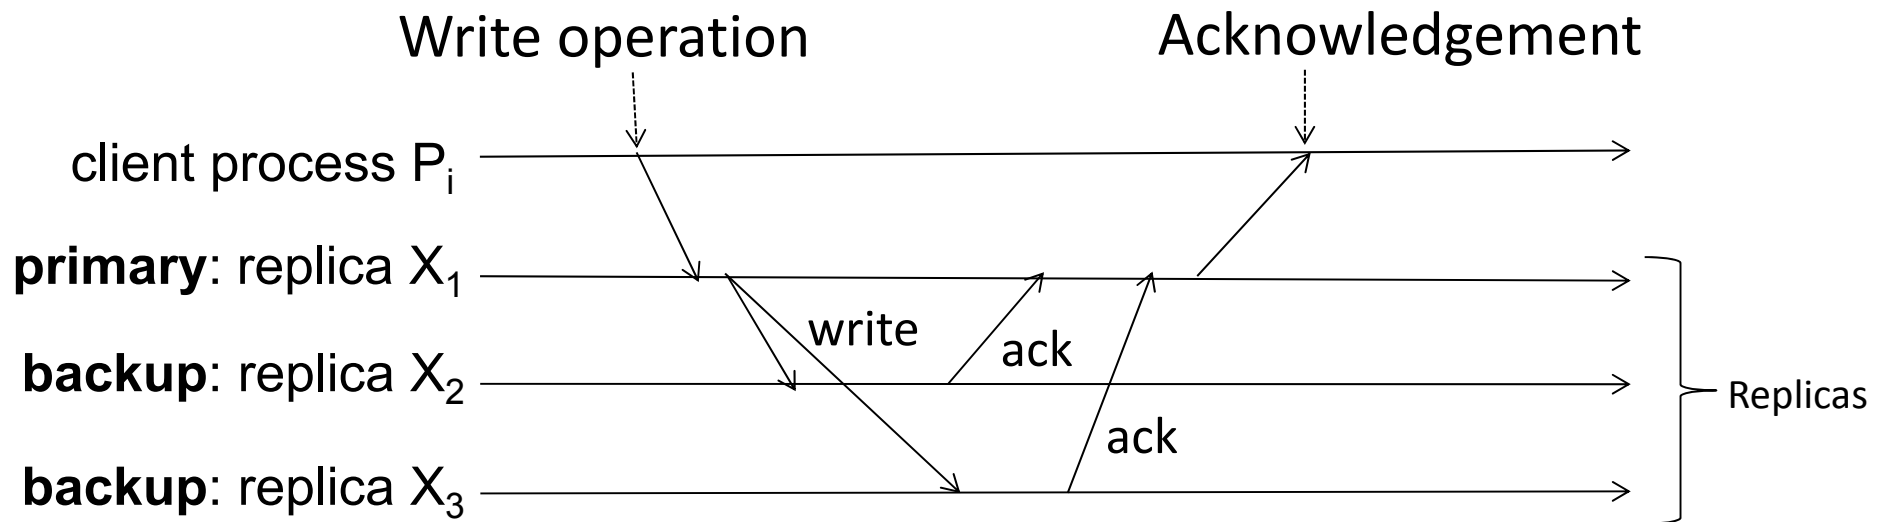 Write operation
Acknowledgement
client process Pi
primary: replica X1
write
ack
backup: replica X2
Replicas
ack
backup: replica X3